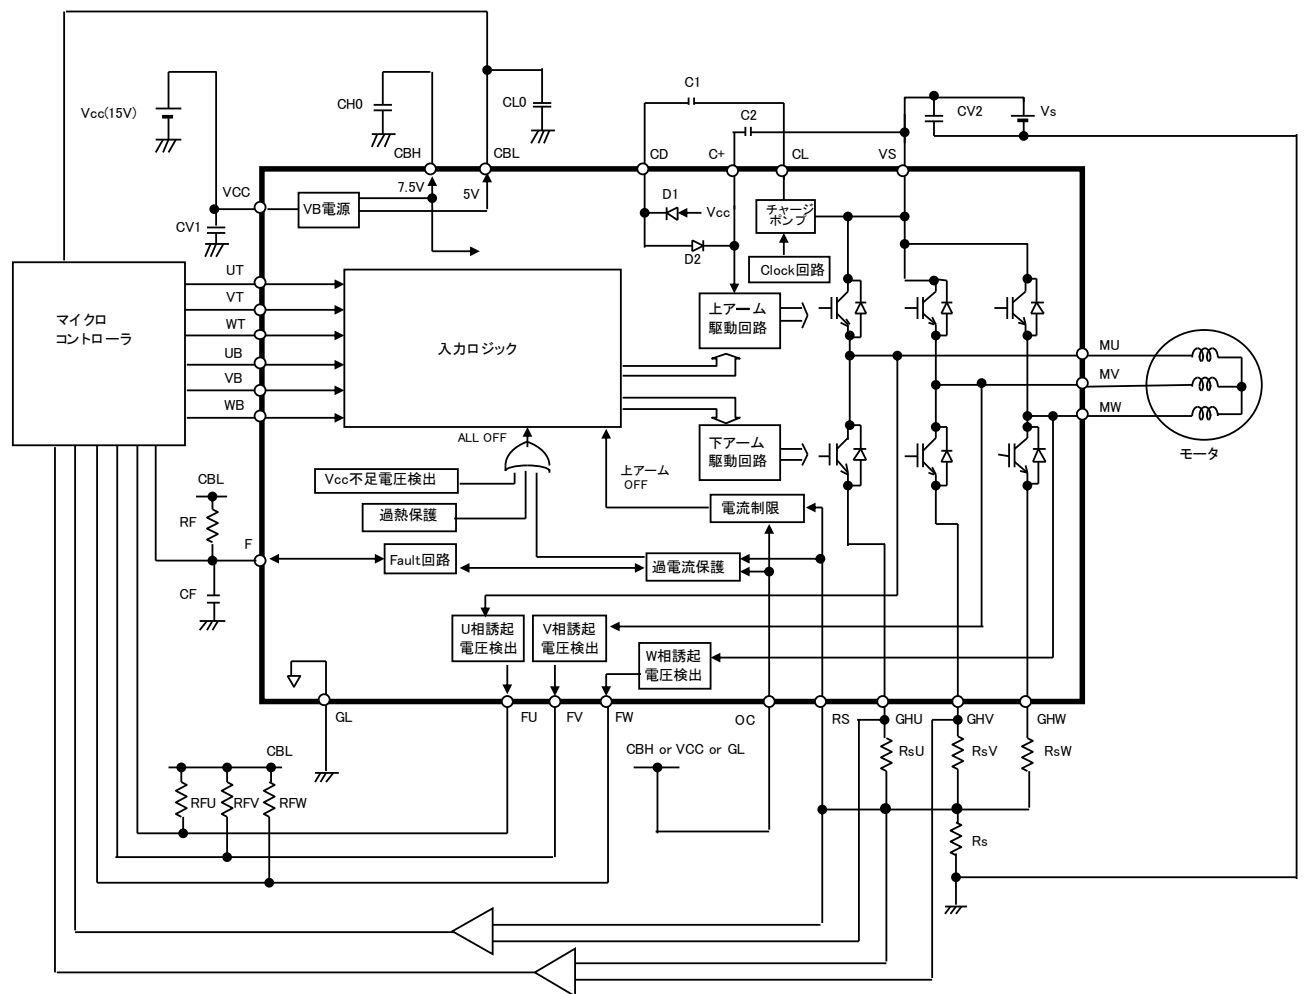 C1
CH0
CL0
C2
CV2
Vs
Vcc(15V)
CBH
CBL
CD
C+
CL
VS
VCC
7.5V
5V
D1
Vcc
チャージ
ポンプ
VB電源
CV1
D2
Clock回路
UT
VT
WT
UB
VB
WB
マイクロ
コントローラ
入力ロジック
上アーム
駆動回路
MU
MV
MW
モータ
ALL OFF
下アーム
駆動回路
上アーム
OFF
Vcc不足電圧検出
CBL
RF
過熱保護
電流制限
F
Fault回路
過電流保護
CF
U相誘起
電圧検出
V相誘起
電圧検出
W相誘起
電圧検出
GL
FU
FV
FW
OC
RS
GHU
GHV
GHW
CBL
CBH or VCC or GL
RsU
RsV
RsW
RFU
RFV
RFW
Rs